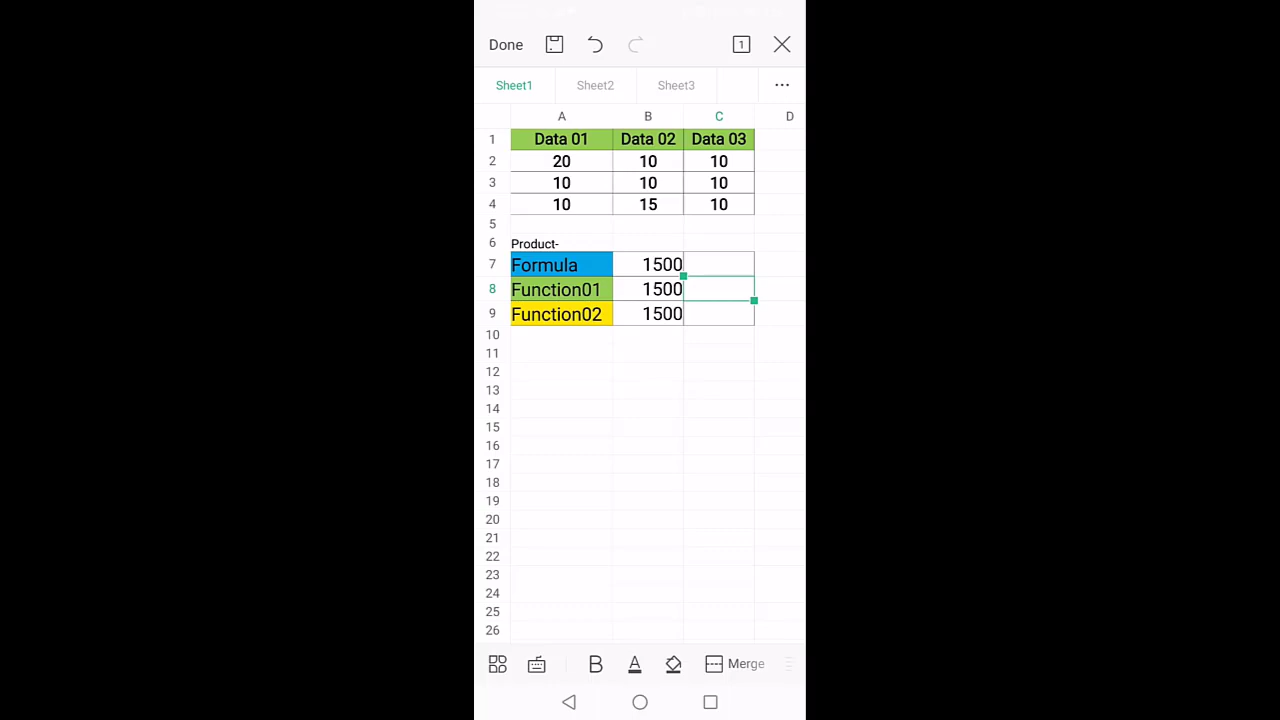 Done 1
Sheet1 Sheet2 Sheet3 ...
A B C D
1 Data 01 Data 02 Data 03
2 20 10 10
3 10 10 10
4 10 15 10
5
6 Product-
7 Formula 1500
8 Function01 1500
9 Function02 1500
10
11
12
13
14
15
16
17
18
19
20
21
22
23
24
25
26
B A Merge